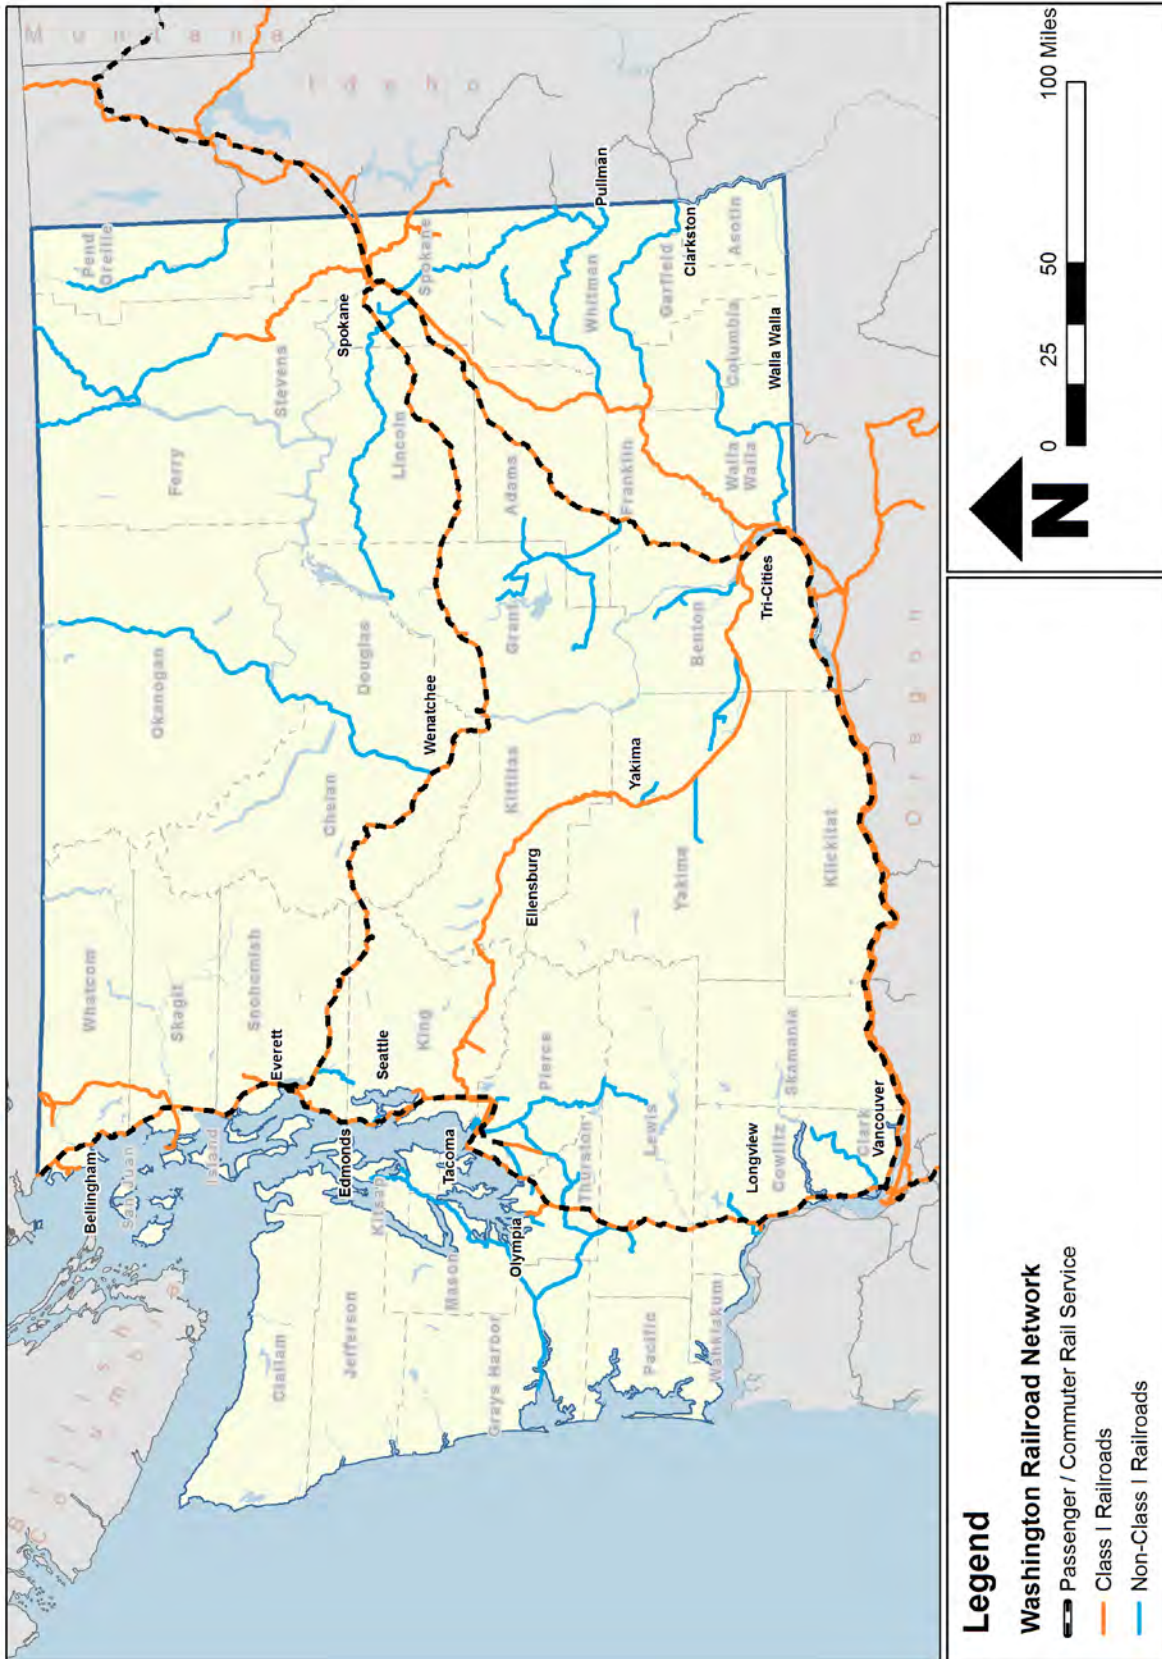 British
Columbia
Montana
Idaho
Oregon
Whatcom
Pend
Oreille
Okanogan
Ferry
Stevens
San Juan
Skagit
Island
Snohomish
Clallam
Jefferson
Chelan
Douglas
Lincoln
Spokane
Kitsap
King
Mason
Grays Harbor
Kittitas
Grant
Adams
Whitman
Pierce
Thurston
Lewis
Pacific
Wahkiakum
Yakima
Benton
Franklin
Garfield
Columbia
Asotin
Walla
Walla
Cowlitz
Skamania
Klickitat
Clark
Bellingham
Everett
Edmonds
Seattle
Tacoma
Olympia
Wenatchee
Spokane
Ellensburg
Yakima
Pullman
Clarkston
Walla Walla
Tri-Cities
Longview
Vancouver
Legend
Washington Railroad Network
Passenger / Commuter Rail Service
Class I Railroads
Non-Class I Railroads
N
0 25 50 100 Miles